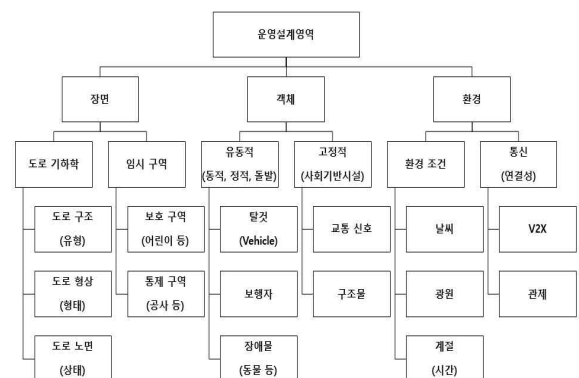 운영설계영역
장면
객체
환경
도로 기하학
임시 구역
유동적
(동적, 정적, 돌발)
고정적
(사회기반시설)
환경 조건
통신
(연결성)
도로 구조
(유형)
보호 구역
(어린이 등)
탈것
(Vehicle)
교통 신호
날씨
V2X
도로 형상
(형태)
통제 구역
(공사 등)
보행자
구조물
광원
관제
도로 노면
(상태)
장애물
(동물 등)
계절
(시간)